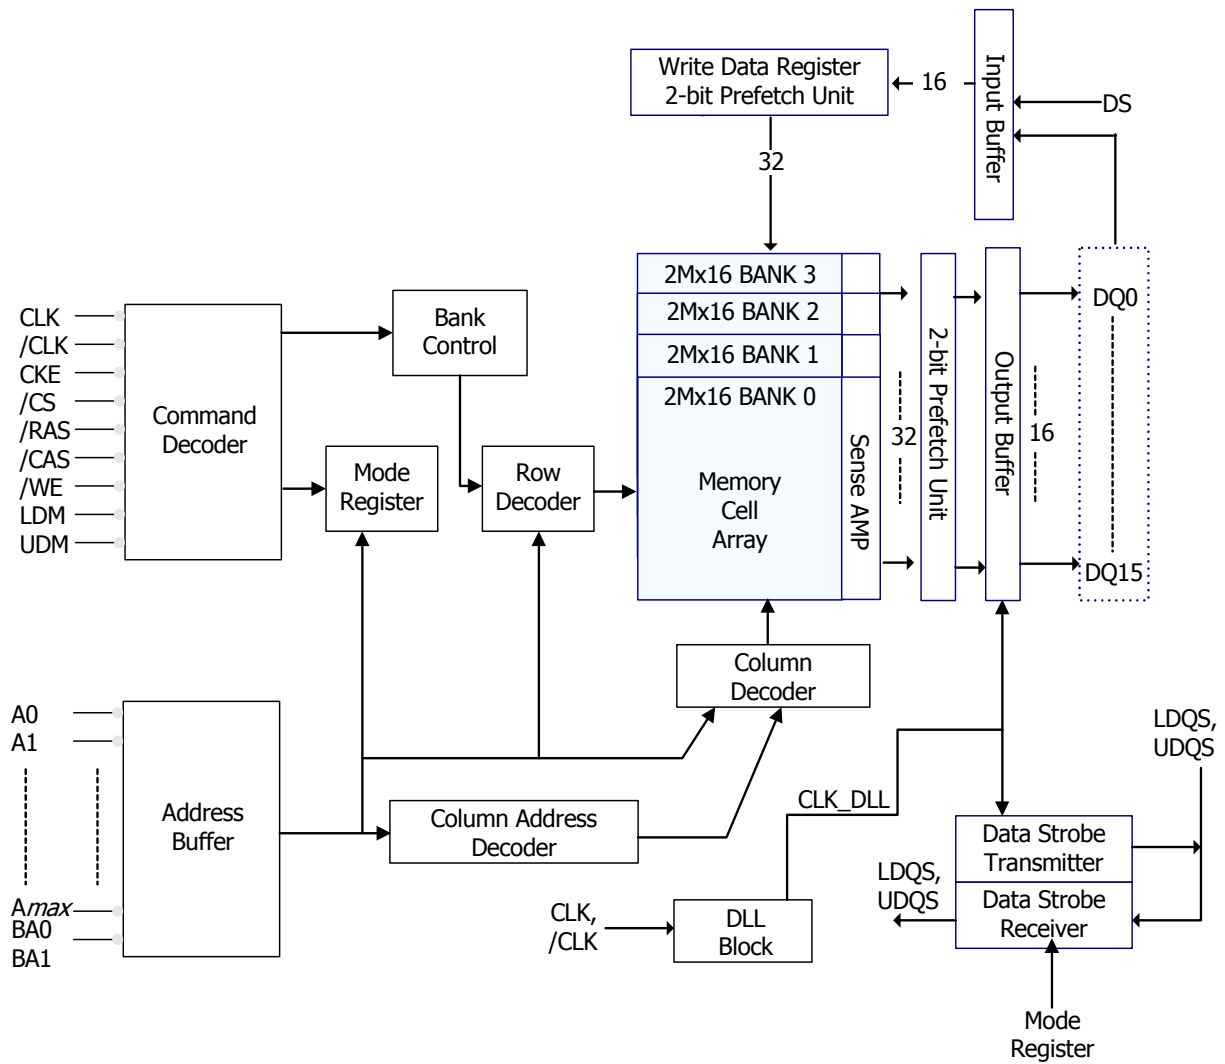 Write Data Register
2-bit Prefetch Unit
16
Input Buffer
DS
32
2Mx16 BANK 3
2Mx16 BANK 2
2Mx16 BANK 1
2Mx16 BANK 0
Memory
Cell
Array
Sense AMP
32
2-bit Prefetch Unit
Output Buffer
16
DQ0
DQ15
CLK
/CLK
CKE
/CS
/RAS
/CAS
/WE
LDM
UDM
Command
Decoder
Bank
Control
Mode
Register
Row
Decoder
Column
Decoder
A0
A1
Amax
BA0
BA1
Address
Buffer
Column Address
Decoder
CLK_DLL
CLK,
/CLK
DLL
Block
LDQS,
UDQS
Data Strobe
Transmitter
Data Strobe
Receiver
LDQS,
UDQS
Mode
Register